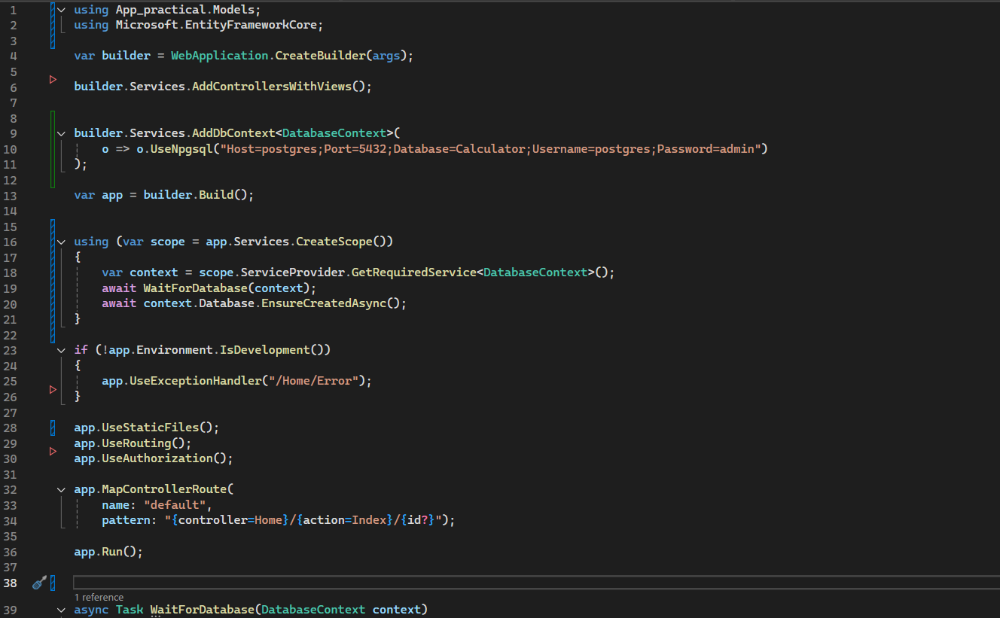 1 using App_practical.Models;
2 using Microsoft.EntityFrameworkCore;
3
4 var builder = WebApplication.CreateBuilder(args);
5
6 builder.Services.AddControllersWithViews();
7
8
9 builder.Services.AddDbContext<DatabaseContext>(
10 o => o.UseNpgsql("Host=postgres;Port=5432;Database=Calculator;Username=postgres;Password=admin")
11 );
12
13 var app = builder.Build();
14
15
16 using (var scope = app.Services.CreateScope())
17 {
18 var context = scope.ServiceProvider.GetRequiredService<DatabaseContext>();
19 await WaitForDatabase(context);
20 await context.Database.EnsureCreatedAsync();
21 }
22
23 if (!app.Environment.IsDevelopment())
24 {
25 app.UseExceptionHandler("/Home/Error");
26 }
27
28 app.UseStaticFiles();
29 app.UseRouting();
30 app.UseAuthorization();
31
32 app.MapControllerRoute(
33 name: "default",
34 pattern: "{controller=Home}/{action=Index}/{id?}");
35
36 app.Run();
37
38
1 reference
39 async Task WaitForDatabase(DatabaseContext context)